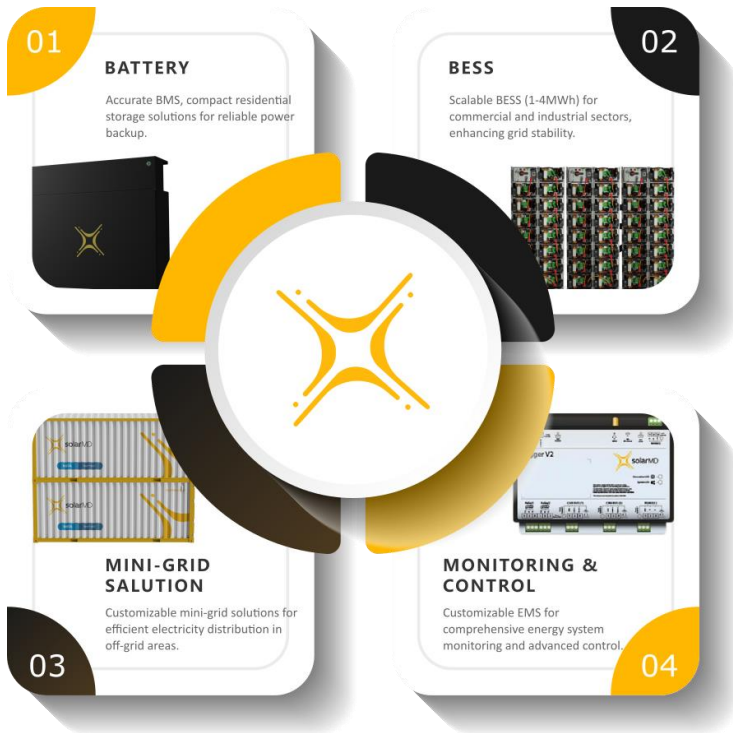 01
BATTERY
Accurate BMS, compact residential
storage solutions for reliable power
backup.
02
BESS
Scalable BESS (1-4MWh) for
commercial and industrial sectors,
enhancing grid stability.
solarMD
solarMD
MINI-GRID
SALUTION
Customizable mini-grid solutions for
efficient electricity distribution in
off-grid areas.
03
gger V2
solarMD
MONITORING &
CONTROL
Customizable EMS for
comprehensive energy system
monitoring and advanced control.
04